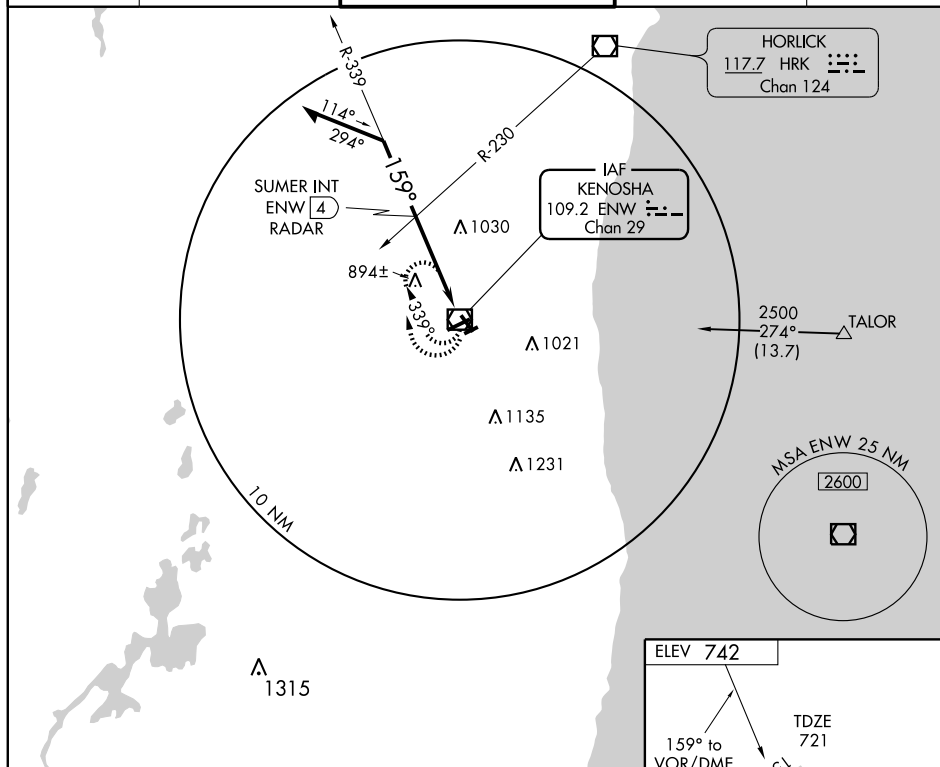 HORLICK
117.7 HRK
Chan 124
R-339
114°
294°
R-230
159°
SUMER INT
ENW 4
RADAR
IAF
KENOSHA
109.2 ENW
Chan 29
1030
894±
339°
2500
274°
(13.7)
TALOR
1021
1135
1231
MSA ENW 25 NM
2600
10 NM
1315
ELEV 742
TDZE
721
159° to
VOR/DME